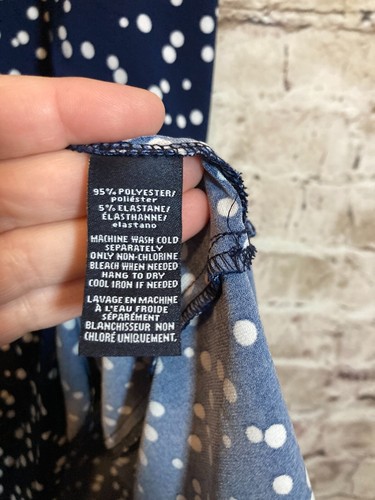 95% POLYESTER/
poliéster
5% ELASTANE/
ÉLASTHANNE/
elastano
MACHINE WASH COLD
SEPARATELY
ONLY NON-CHLORINE
BLEACH WHEN NEEDED
HANG TO DRY
COOL IRON IF NEEDED
LAVAGE EN MACHINE
À L'EAU FROIDE
SÉPARÉMENT
BLANCHISSEUR NON
CHLORÉ UNIQUEMENT.